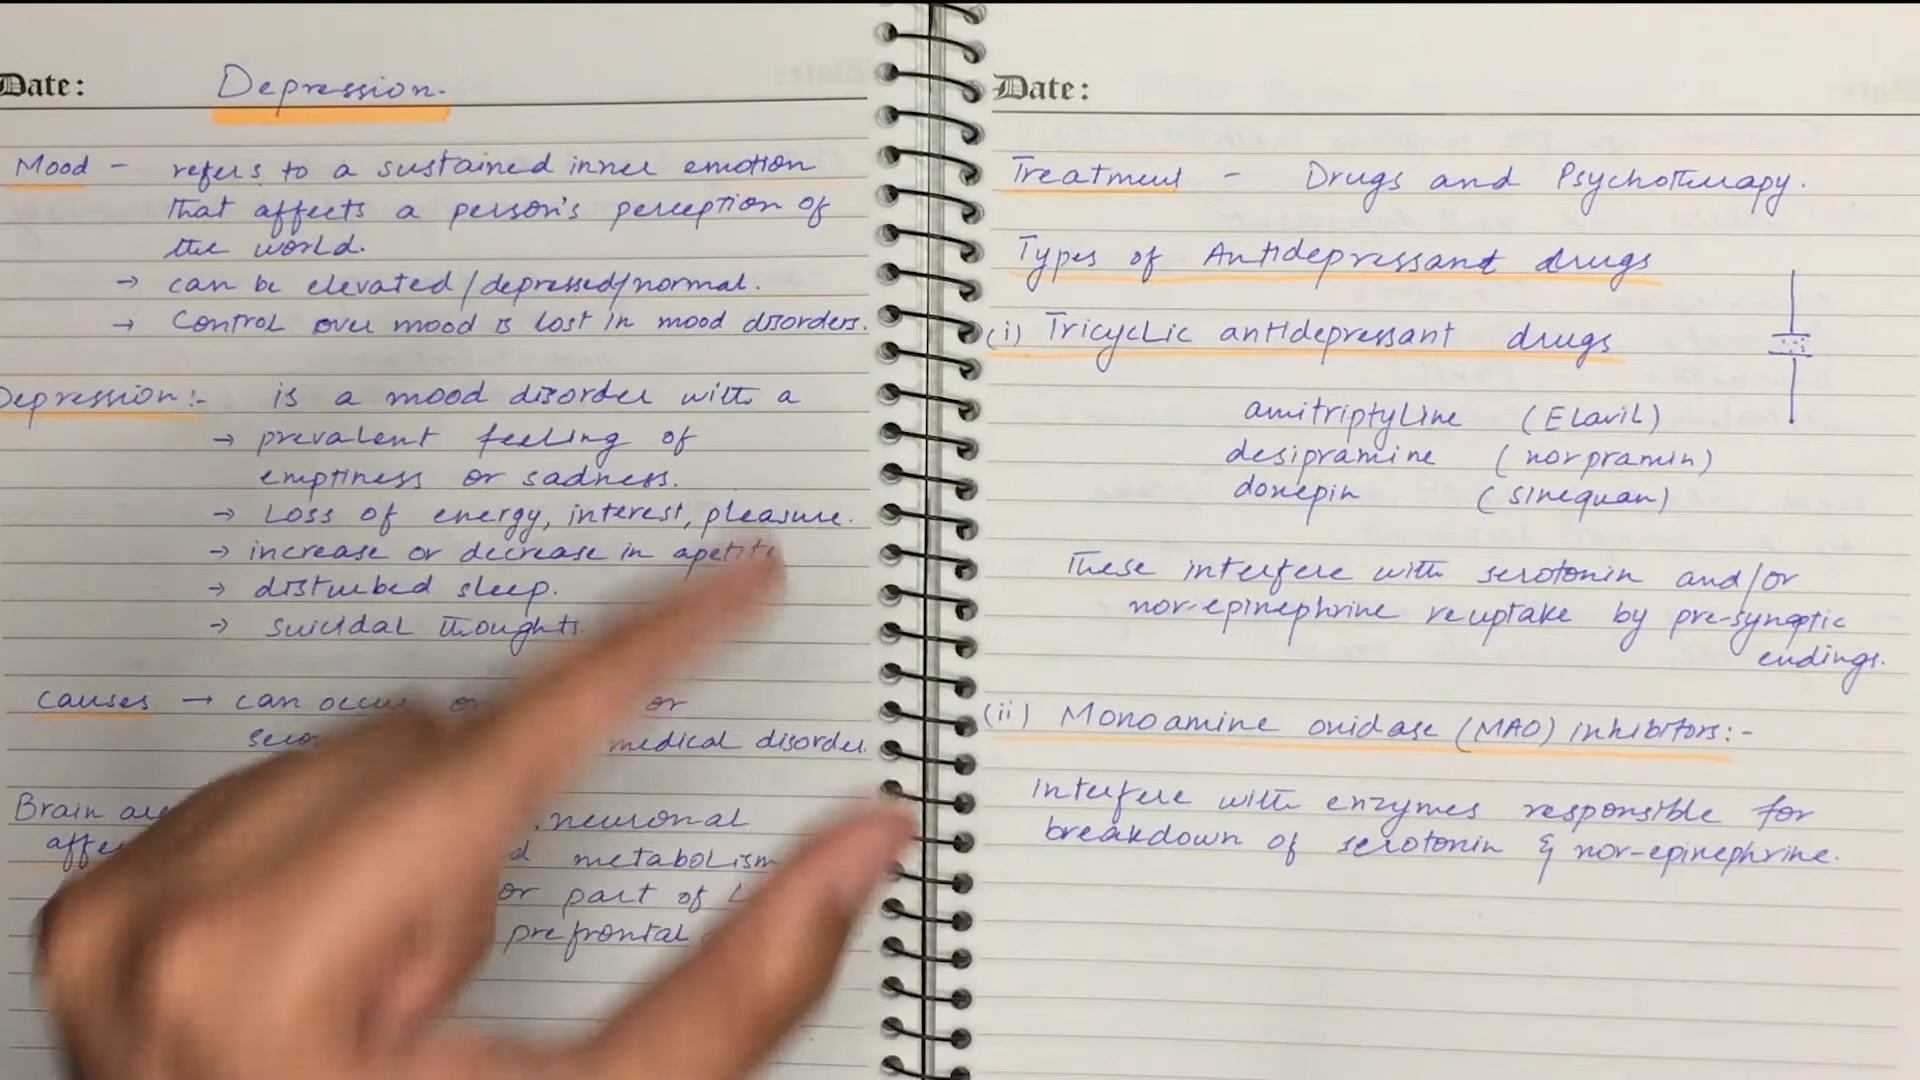 Date:
Depression.
Mood - refers to a sustained inner emotion
that affects a person's perception of
the world.
→ can be elevated/depressed/normal.
→ Control over mood is lost in mood disorders.
Depression:- is a mood disorder with a
→ prevalent feeling of
emptiness or sadness.
→ Loss of energy, interest, pleasure.
→ increase or decrease in apetite
→ disturbed sleep.
→ suicidal thoughts.
Causes → can occur or
medical disorder.
Brain
neuronal
metabolism
or part of
prefrontal
Date:
Treatment - Drugs and Psychotherapy.
Types of Antidepressant drugs
(i) Tricyclic antidepressant drugs
amitriptyline (Elavil)
desipramine (norpramin)
doxepin (sinequan)
These interfere with serotonin and/or
nor-epinephrine reuptake by pre-synaptic
endings.
(ii) Monoamine oxidase (MAO) inhibitors:-
Interfere with enzymes responsible for
breakdown of serotonin & nor-epinephrine.